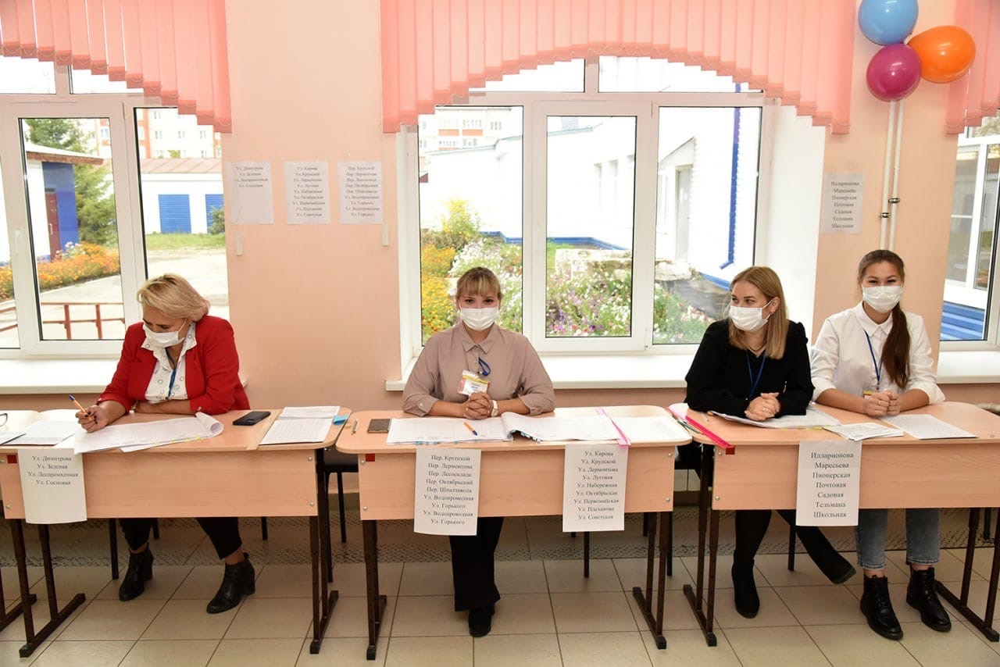 Ул. Димитрова
Ул. Зеленая
Ул. Леспромхозная
Ул. Сосновая
Ул. Кирова
Ул. Крупской
Ул. Лермонтова
Ул. Луговая
Ул. Набережная
Ул. Октябрьская
Ул. Первомайская
Ул. Плеханова
Ул. Советская
Пер. Крупской
Пер. Лермонтова
Пер. Лесосклада
Пер. Октябрьский
Пер. Шпалзавода
Ул. Водопроводная
Ул. Горького
Ул. Водопроводная
Ул. Горького
Илларионова
Маресьева
Пионерская
Почтовая
Садовая
Тельмана
Школьная
Ул. Димитрова
Ул. Зеленая
Ул. Леспромхозная
Ул. Сосновая
Пер. Крупской
Пер. Лермонтова
Пер. Лесосклада
Пер. Октябрьский
Пер. Шпалзавода
Ул. Водопроводная
Ул. Горького
Ул. Водопроводная
Ул. Горького
Ул. Кирова
Ул. Крупской
Ул. Лермонтова
Ул. Луговая
Ул. Набережная
Ул. Октябрьская
Ул. Первомайская
Ул. Плеханова
Ул. Советская
Илларионова
Маресьева
Пионерская
Почтовая
Садовая
Тельмана
Школьная